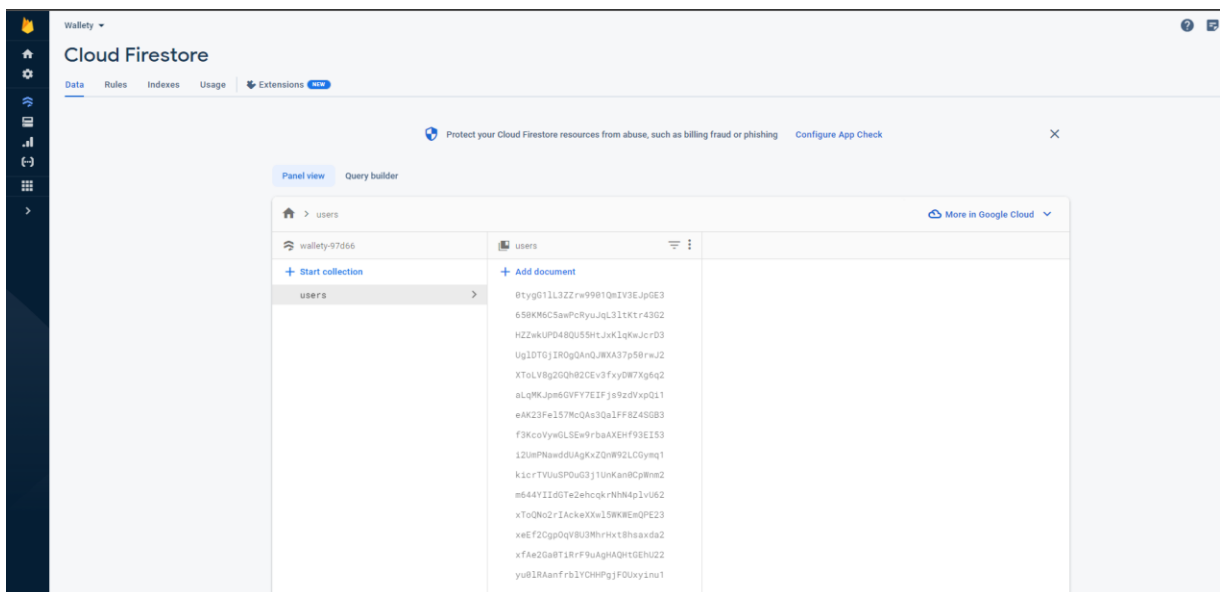 Wallety
Cloud Firestore
Data Rules Indexes Usage Extensions NEW
Protect your Cloud Firestore resources from abuse, such as billing fraud or phishing Configure App Check
Panel view Query builder
users More in Google Cloud
wallety-97d66 users
Start collection Add document
users
0tygG1lL3ZZrw9901QmIV3EJpGE3
650KM6C5awPcRyuJqL3ltKtr43G2
HZZwkUPD48QU55HtJxKlqKwJcrD3
UglDTGjIROgQAnQJWXA37p50rwJ2
XToLV8g2GQh02CEv3fxyDW7Xg6q2
aLqMKJpm6GVFY7EIFjs9zdVxpQi1
eAK23Fel57McQAs3QalFF8Z4SGB3
f3KcoVywGLSEw9rbaAXEHf93EI53
i2UmPNawddUAgKxZQnW92LCGymq1
kicrTVUuSPOuG3j1UnKan0CpWnm2
m644YIIdGTe2ehcqkrNhN4plvU62
xToQNo2rIAckeXXwl5WKWEmQPE23
xeEf2CgpOqV8U3MhrHxt8hsaxda2
xfAe2Ga0TiRrF9uAgHAQHtGEhU22
yu0lRAanfrblYCHHPgjFOUxyinu1